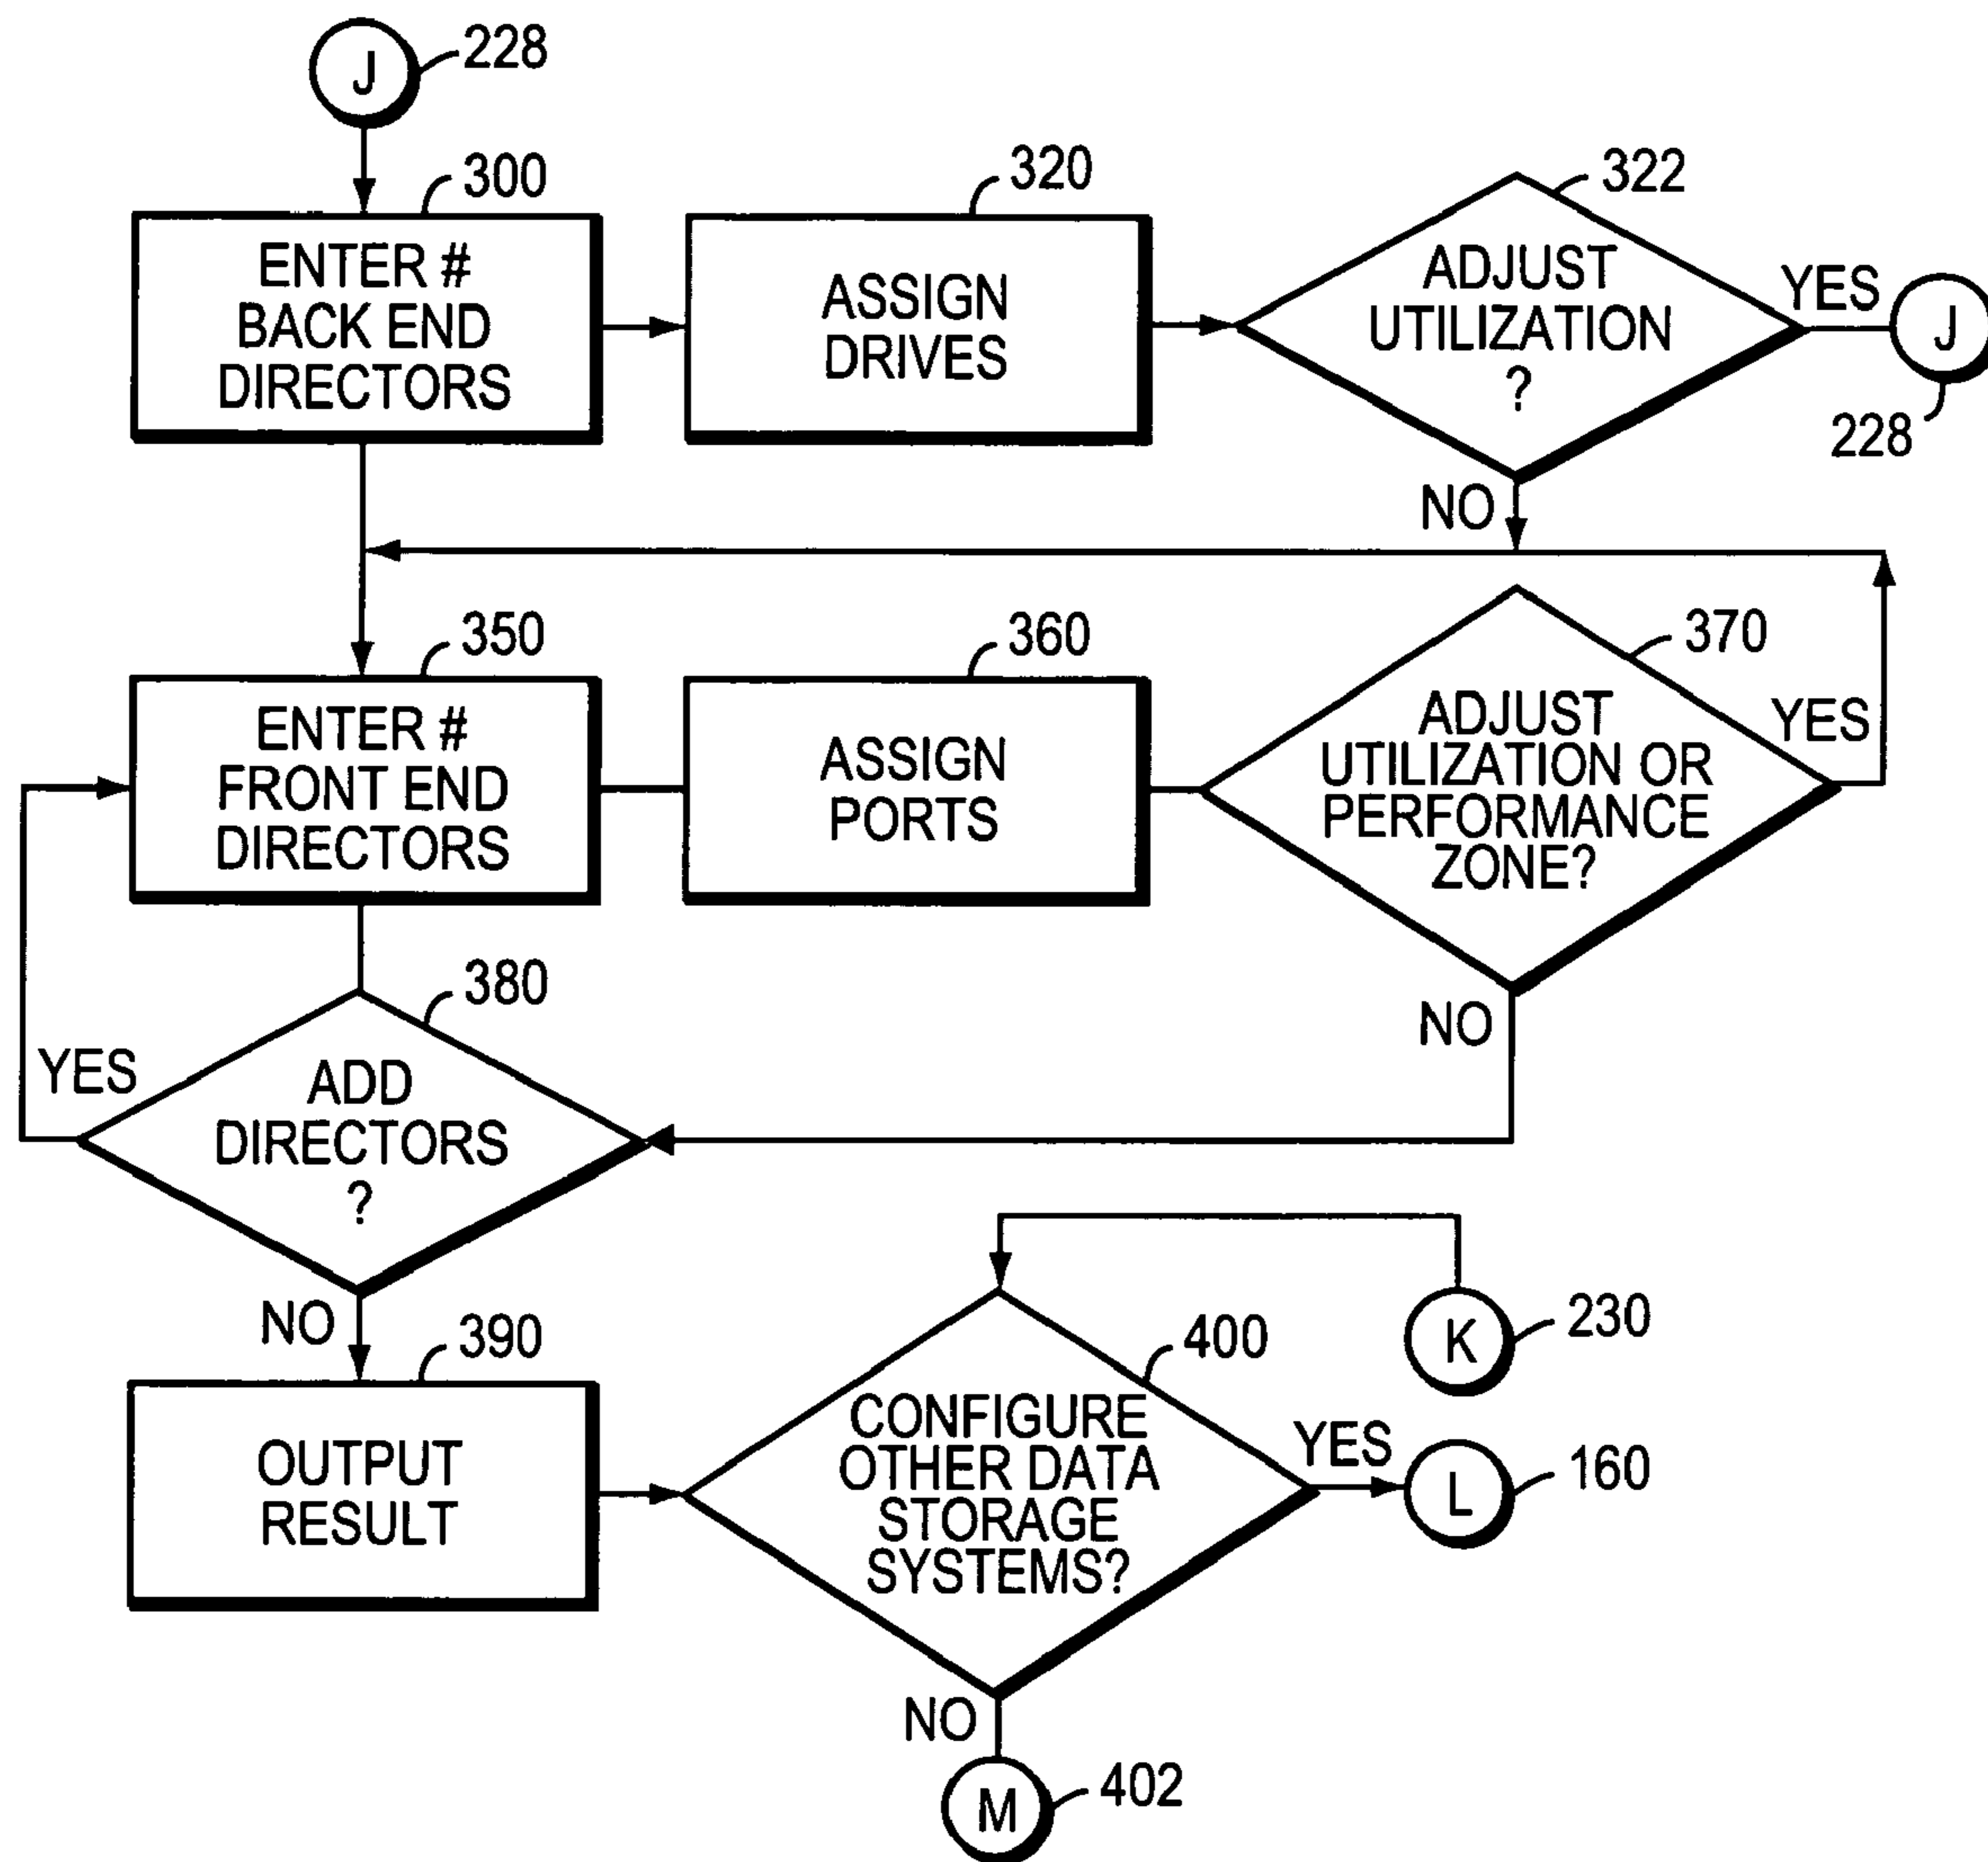 J
228
300
ENTER #
BACK END
DIRECTORS
320
ASSIGN
DRIVES
322
ADJUST
UTILIZATION
?
YES
J
228
NO
350
ENTER #
FRONT END
DIRECTORS
360
ASSIGN
PORTS
370
ADJUST
UTILIZATION OR
PERFORMANCE
ZONE?
YES
NO
380
ADD
DIRECTORS
?
YES
NO
390
OUTPUT
RESULT
400
CONFIGURE
OTHER DATA
STORAGE
SYSTEMS?
K
230
YES
L
160
NO
M
402